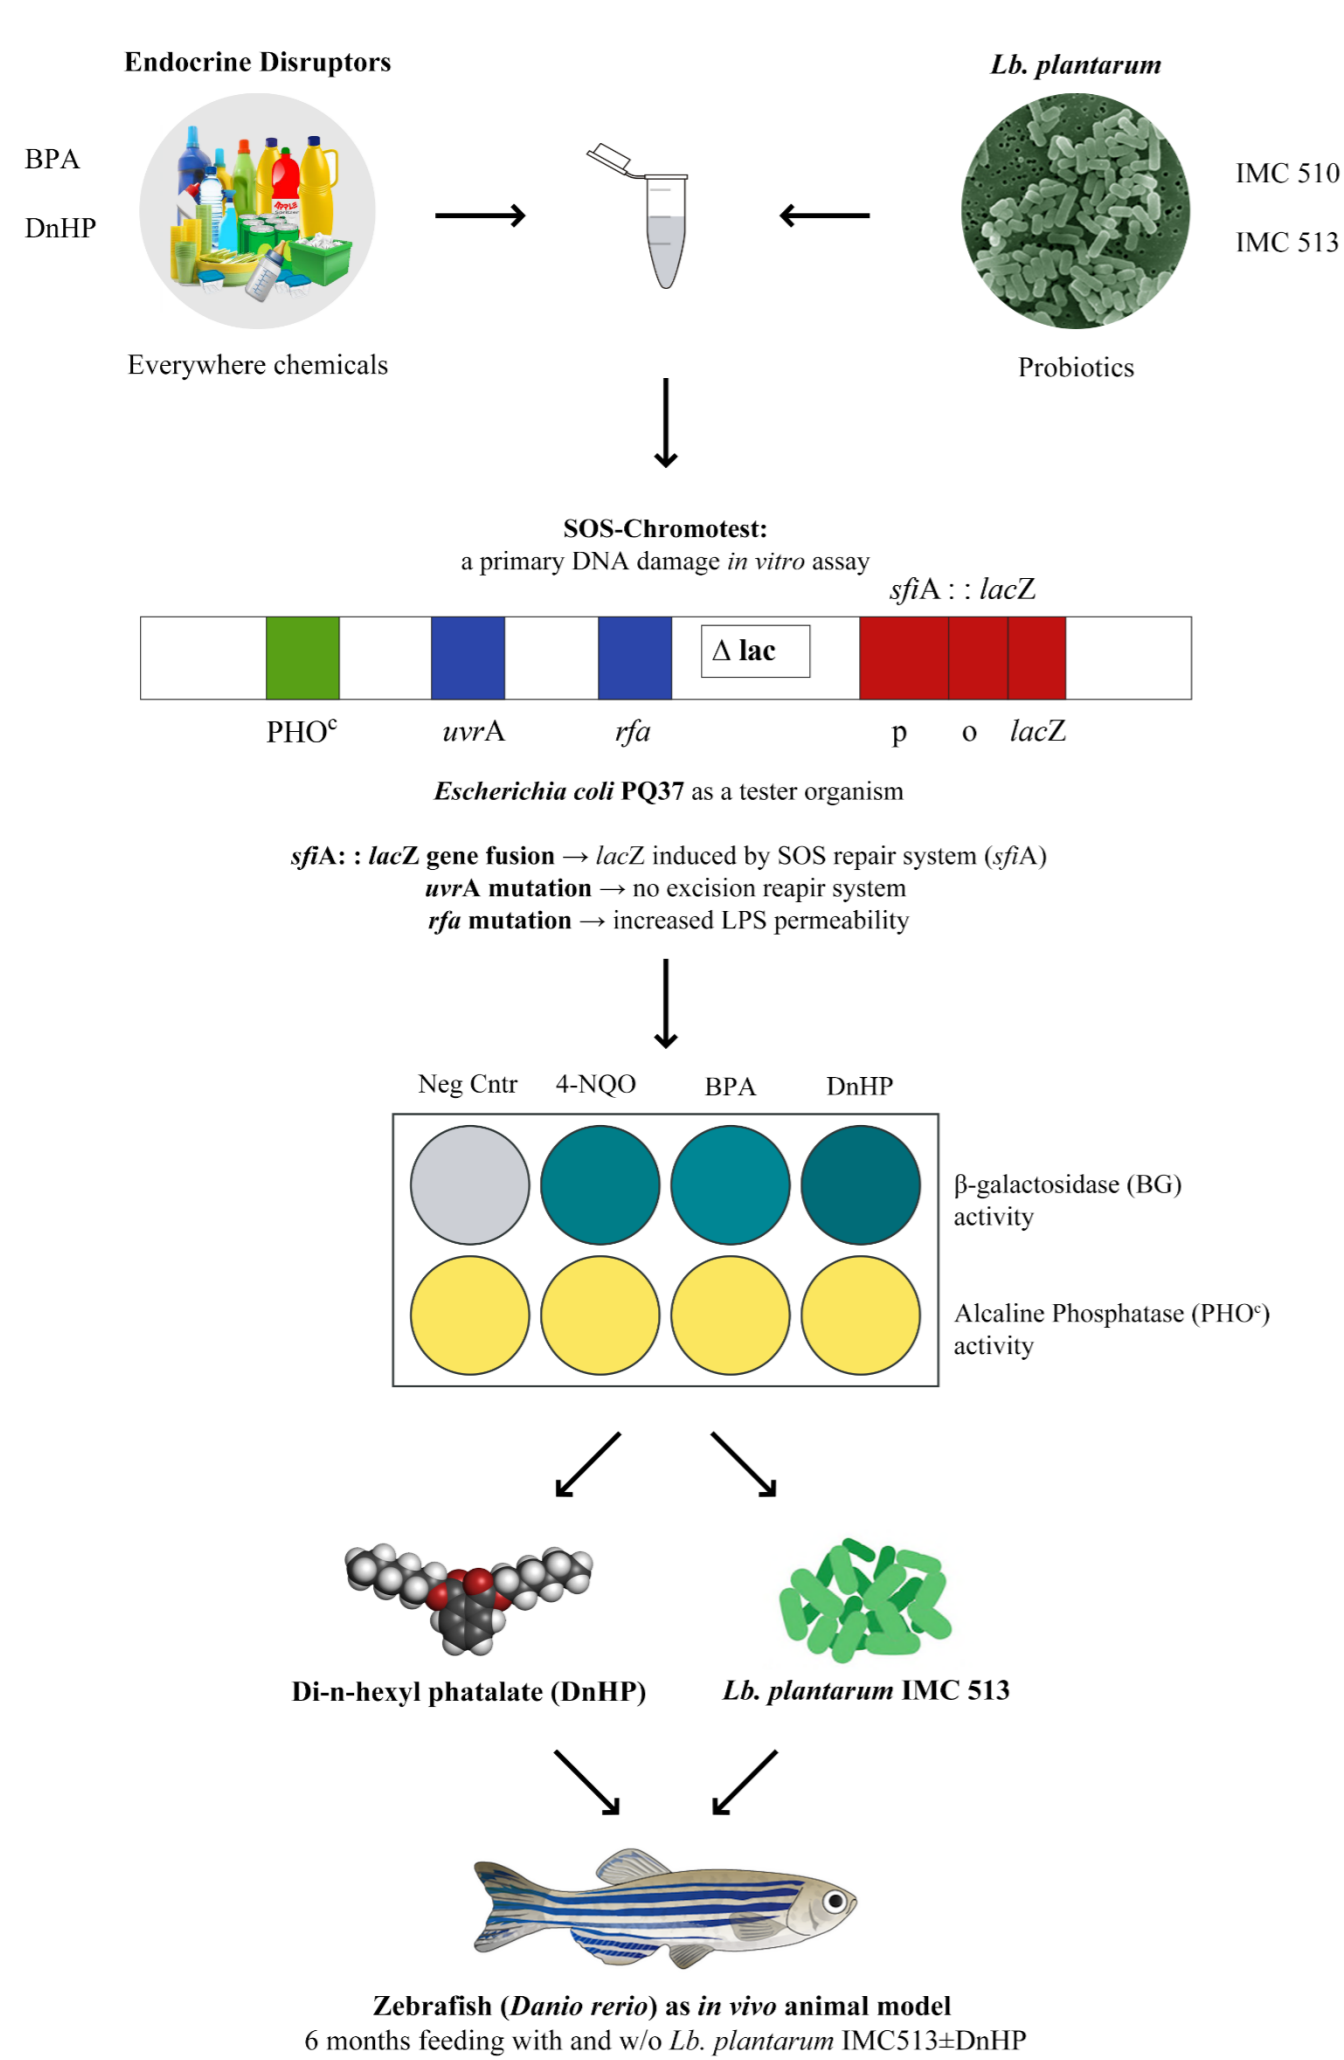 Endocrine Disruptors
Lb. plantarum
BPA
DnHP
APPLE
IMC 510
IMC 513
Everywhere chemicals
Probiotics
SOS-Chromotest:
a primary DNA damage in vitro assay
sfiA : : lacZ
Δ lac
PHOᶜ uvrA rfa p o lacZ
Escherichia coli PQ37 as a tester organism
sfiA: : lacZ gene fusion → lacZ induced by SOS repair system (sfiA)
uvrA mutation → no excision reapir system
rfa mutation → increased LPS permeability
Neg Cntr 4-NQO BPA DnHP
β-galactosidase (BG)
activity
Alcaline Phosphatase (PHOᶜ)
activity
Di-n-hexyl phatalate (DnHP)
Lb. plantarum IMC 513
Zebrafish (Danio rerio) as in vivo animal model
6 months feeding with and w/o Lb. plantarum IMC513±DnHP